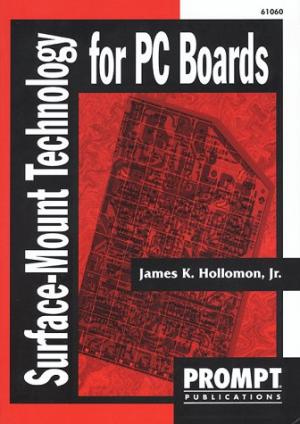 61060
Surface-Mount Technology
for PC Boards
James K. Hollomon, Jr.
PROMPT
PUBLICATIONS